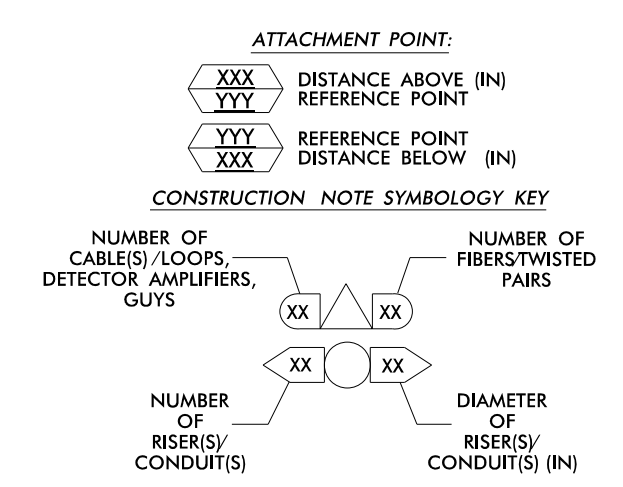 ATTACHMENT POINT:
XXX DISTANCE ABOVE (IN)
YYY REFERENCE POINT
YYY REFERENCE POINT
XXX DISTANCE BELOW (IN)
CONSTRUCTION NOTE SYMBOLOGY KEY
NUMBER OF
CABLE(S)/LOOPS,
DETECTOR AMPLIFIERS,
GUYS
NUMBER OF
FIBERS/TWISTED
PAIRS
XX XX
XX XX
NUMBER
OF
RISER(S)/
CONDUIT(S)
DIAMETER
OF
RISER(S)/
CONDUIT(S) (IN)